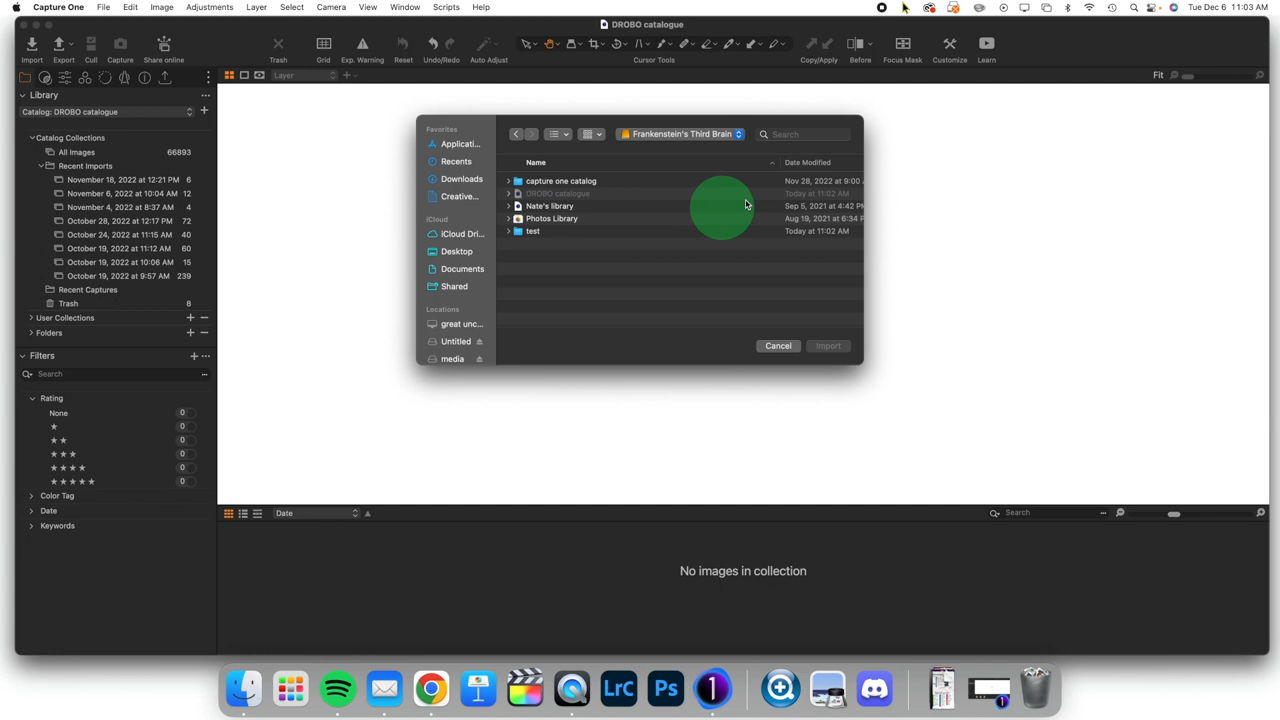 Capture One File Edit Image Adjustments Layer Select Camera View Window Scripts Help Tue Dec 6 11:03 AM
DROBO catalogue
Import Export Cull Capture Share online Trash Grid Exp. Warning Reset Undo/Redo Auto Adjust Cursor Tools Copy/Apply Before Focus Mask Customize Learn
Layer Fit
Library
Catalog: DROBO catalogue
Catalog Collections
All Images 66893
Recent Imports
November 18, 2022 at 12:21 PM 6
November 6, 2022 at 10:04 AM 12
November 4, 2022 at 8:37 AM 4
October 28, 2022 at 12:17 PM 72
October 24, 2022 at 11:15 AM 40
October 19, 2022 at 11:12 AM 60
October 19, 2022 at 10:06 AM 15
October 19, 2022 at 9:57 AM 239
Recent Captures
Trash 8
User Collections
Folders
Filters
Search
Rating
None 0
0
0
0
0
0
Color Tag
Date
Keywords
Favorites
Applicati...
Recents
Downloads
Creative...
iCloud
iCloud Dri...
Desktop
Documents
Shared
Locations
great unc...
Untitled
media
Frankenstein's Third Brain
Search
Name Date Modified
capture one catalog Nov 28, 2022 at 9:00
DROBO catalogue Today at 11:02 AM
Nate's library Sep 5, 2021 at 4:42 PM
Photos Library Aug 19, 2021 at 6:34 P
test Today at 11:02 AM
Cancel Import
Date Search
No images in collection
LrC Ps 1